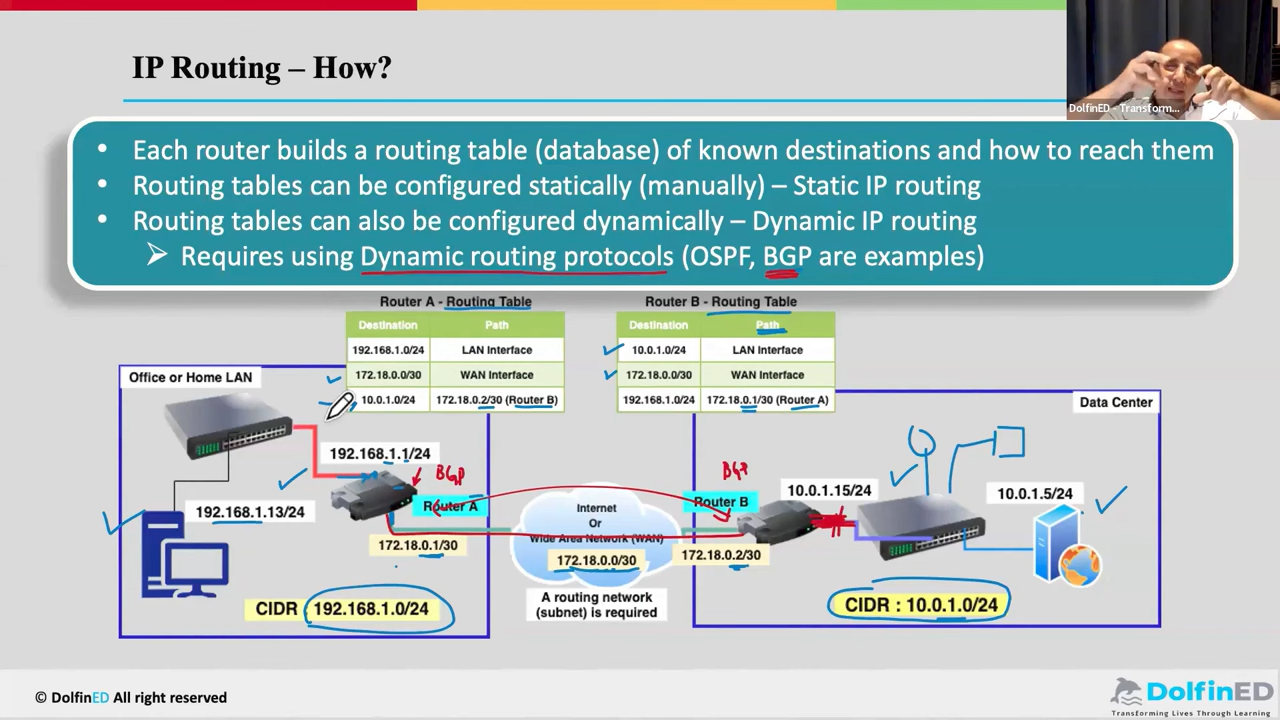 IP Routing – How?
DolfinED - Transform...
• Each router builds a routing table (database) of known destinations and how to reach them
• Routing tables can be configured statically (manually) – Static IP routing
• Routing tables can also be configured dynamically – Dynamic IP routing
➢ Requires using Dynamic routing protocols (OSPF, BGP are examples)
Router A - Routing Table
Destination Path
192.168.1.0/24 LAN Interface
172.18.0.0/30 WAN Interface
10.0.1.0/24 172.18.0.2/30 (Router B)
Router B - Routing Table
Destination Path
10.0.1.0/24 LAN Interface
172.18.0.0/30 WAN Interface
192.168.1.0/24 172.18.0.1/30 (Router A)
Office or Home LAN
192.168.1.1/24
BGP
Router A
192.168.1.13/24
172.18.0.1/30
CIDR 192.168.1.0/24
Internet
Or
Wide Area Network (WAN)
172.18.0.0/30
A routing network
(subnet) is required
Data Center
BGP
Router B
10.0.1.15/24
10.0.1.5/24
172.18.0.2/30
CIDR : 10.0.1.0/24
© DolfinED All right reserved
DolfinED
Transforming Lives Through Learning